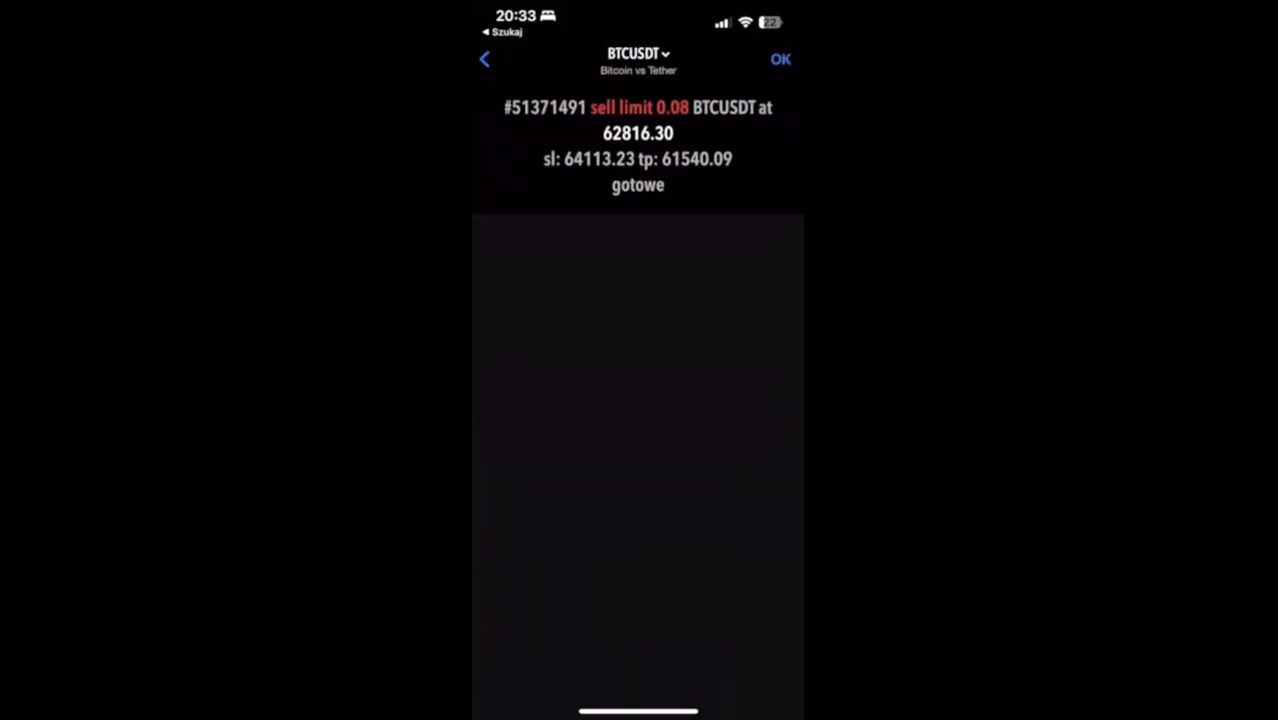 20:33
22
◀ Szukaj
BTCUSDT
OK
Bitcoin vs Tether
#51371491 sell limit 0.08 BTCUSDT at
62816.30
sl: 64113.23 tp: 61540.09
gotowe